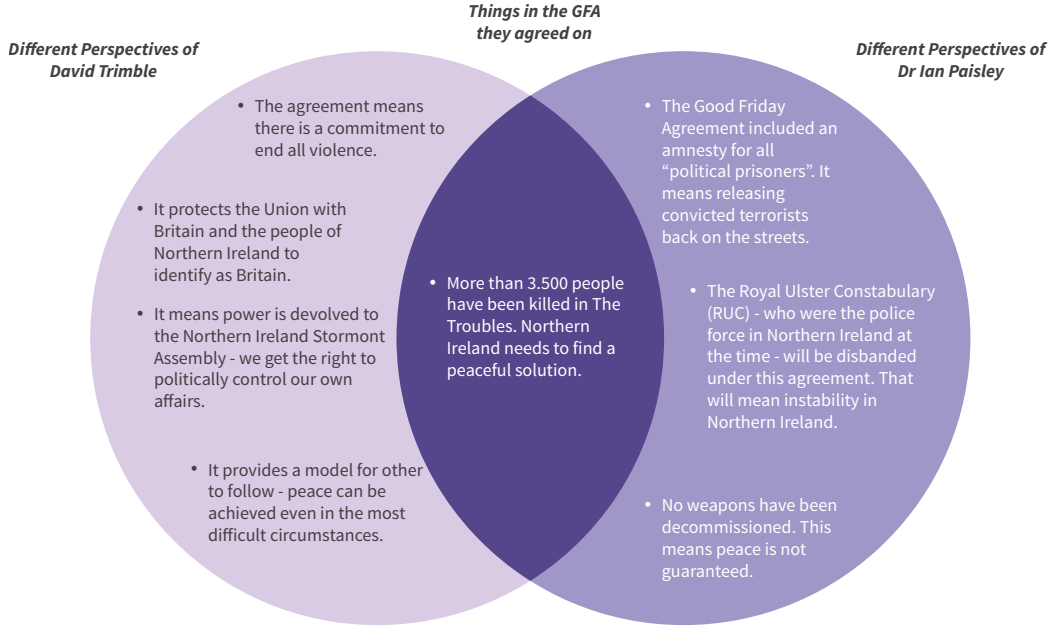 Things in the GFA
they agreed on
Different Perspectives of
David Trimble
Different Perspectives of
Dr Ian Paisley
• The agreement means
there is a commitment to
end all violence.
• It protects the Union with
Britain and the people of
Northern Ireland to
identify as Britain.
• It means power is devolved to
the Northern Ireland Stormont
Assembly - we get the right to
politically control our own
affairs.
• It provides a model for other
to follow - peace can be
achieved even in the most
difficult circumstances.
• More than 3.500 people
have been killed in The
Troubles. Northern
Ireland needs to find a
peaceful solution.
• The Good Friday
Agreement included an
amnesty for all
“political prisoners”. It
means releasing
convicted terrorists
back on the streets.
• The Royal Ulster Constabulary
(RUC) - who were the police
force in Northern Ireland at
the time - will be disbanded
under this agreement. That
will mean instability in
Northern Ireland.
• No weapons have been
decommissioned. This
means peace is not
guaranteed.